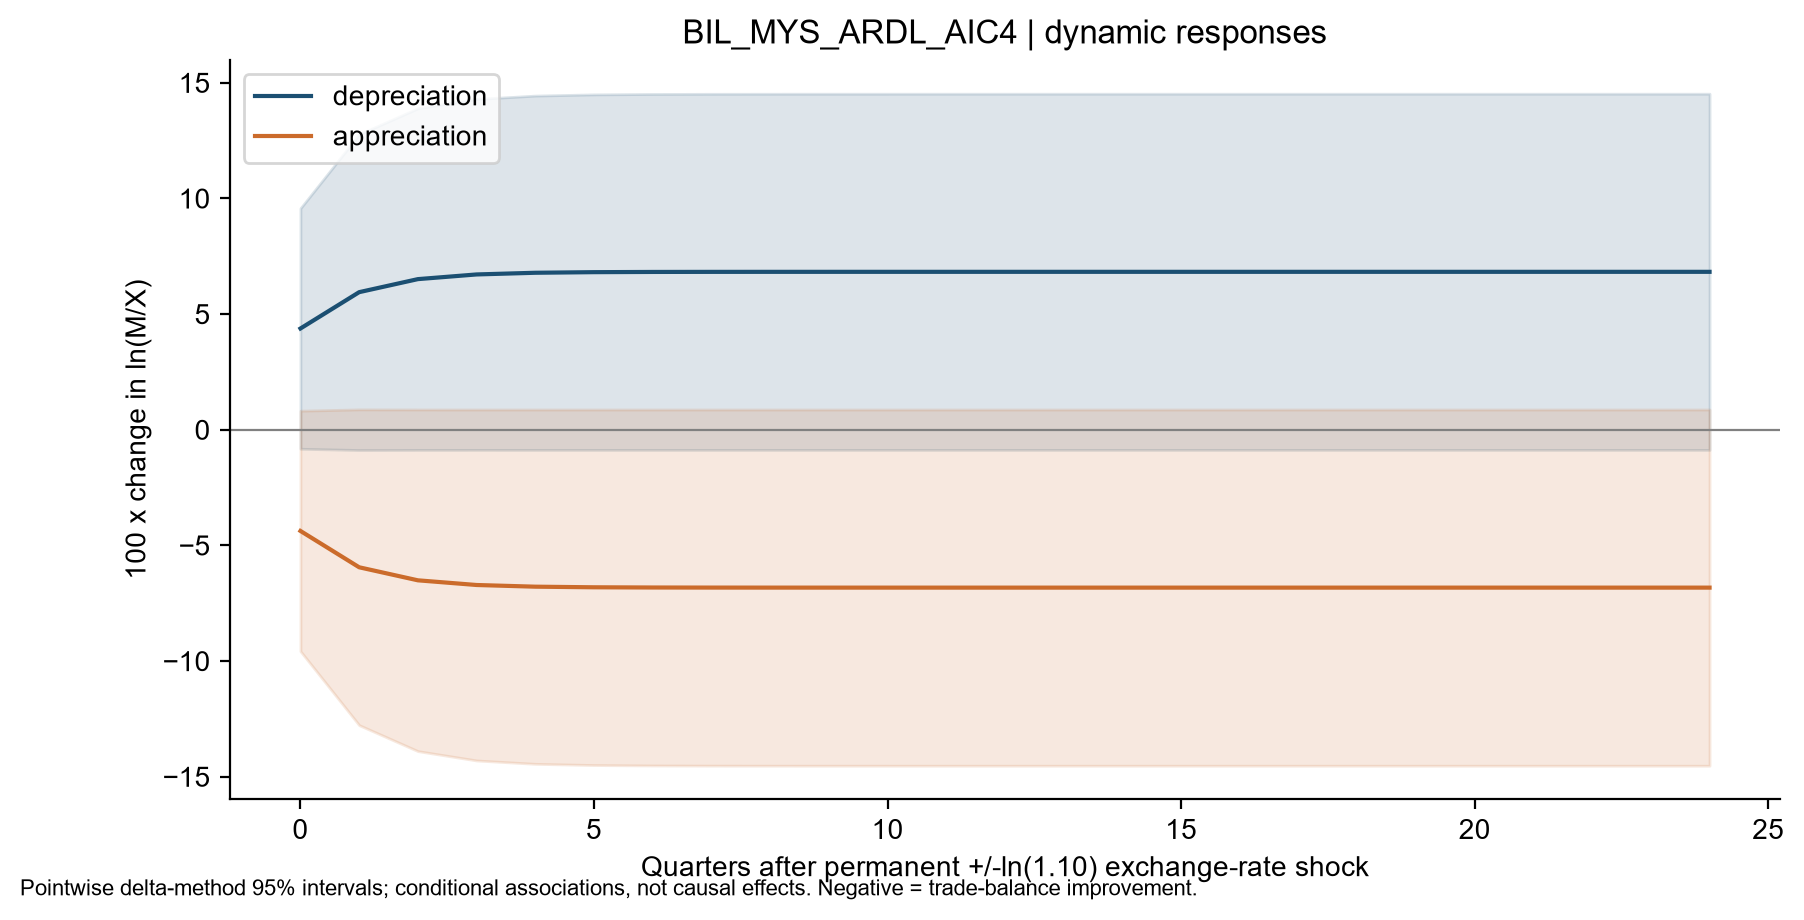 BIL_MYS_ARDL_AIC4 | dynamic responses
depreciation
appreciation
100 x change in ln(M/X)
15
10
5
0
−5
−10
−15
0 5 10 15 20 25
Quarters after permanent +/-ln(1.10) exchange-rate shock
Pointwise delta-method 95% intervals; conditional associations, not causal effects. Negative = trade-balance improvement.